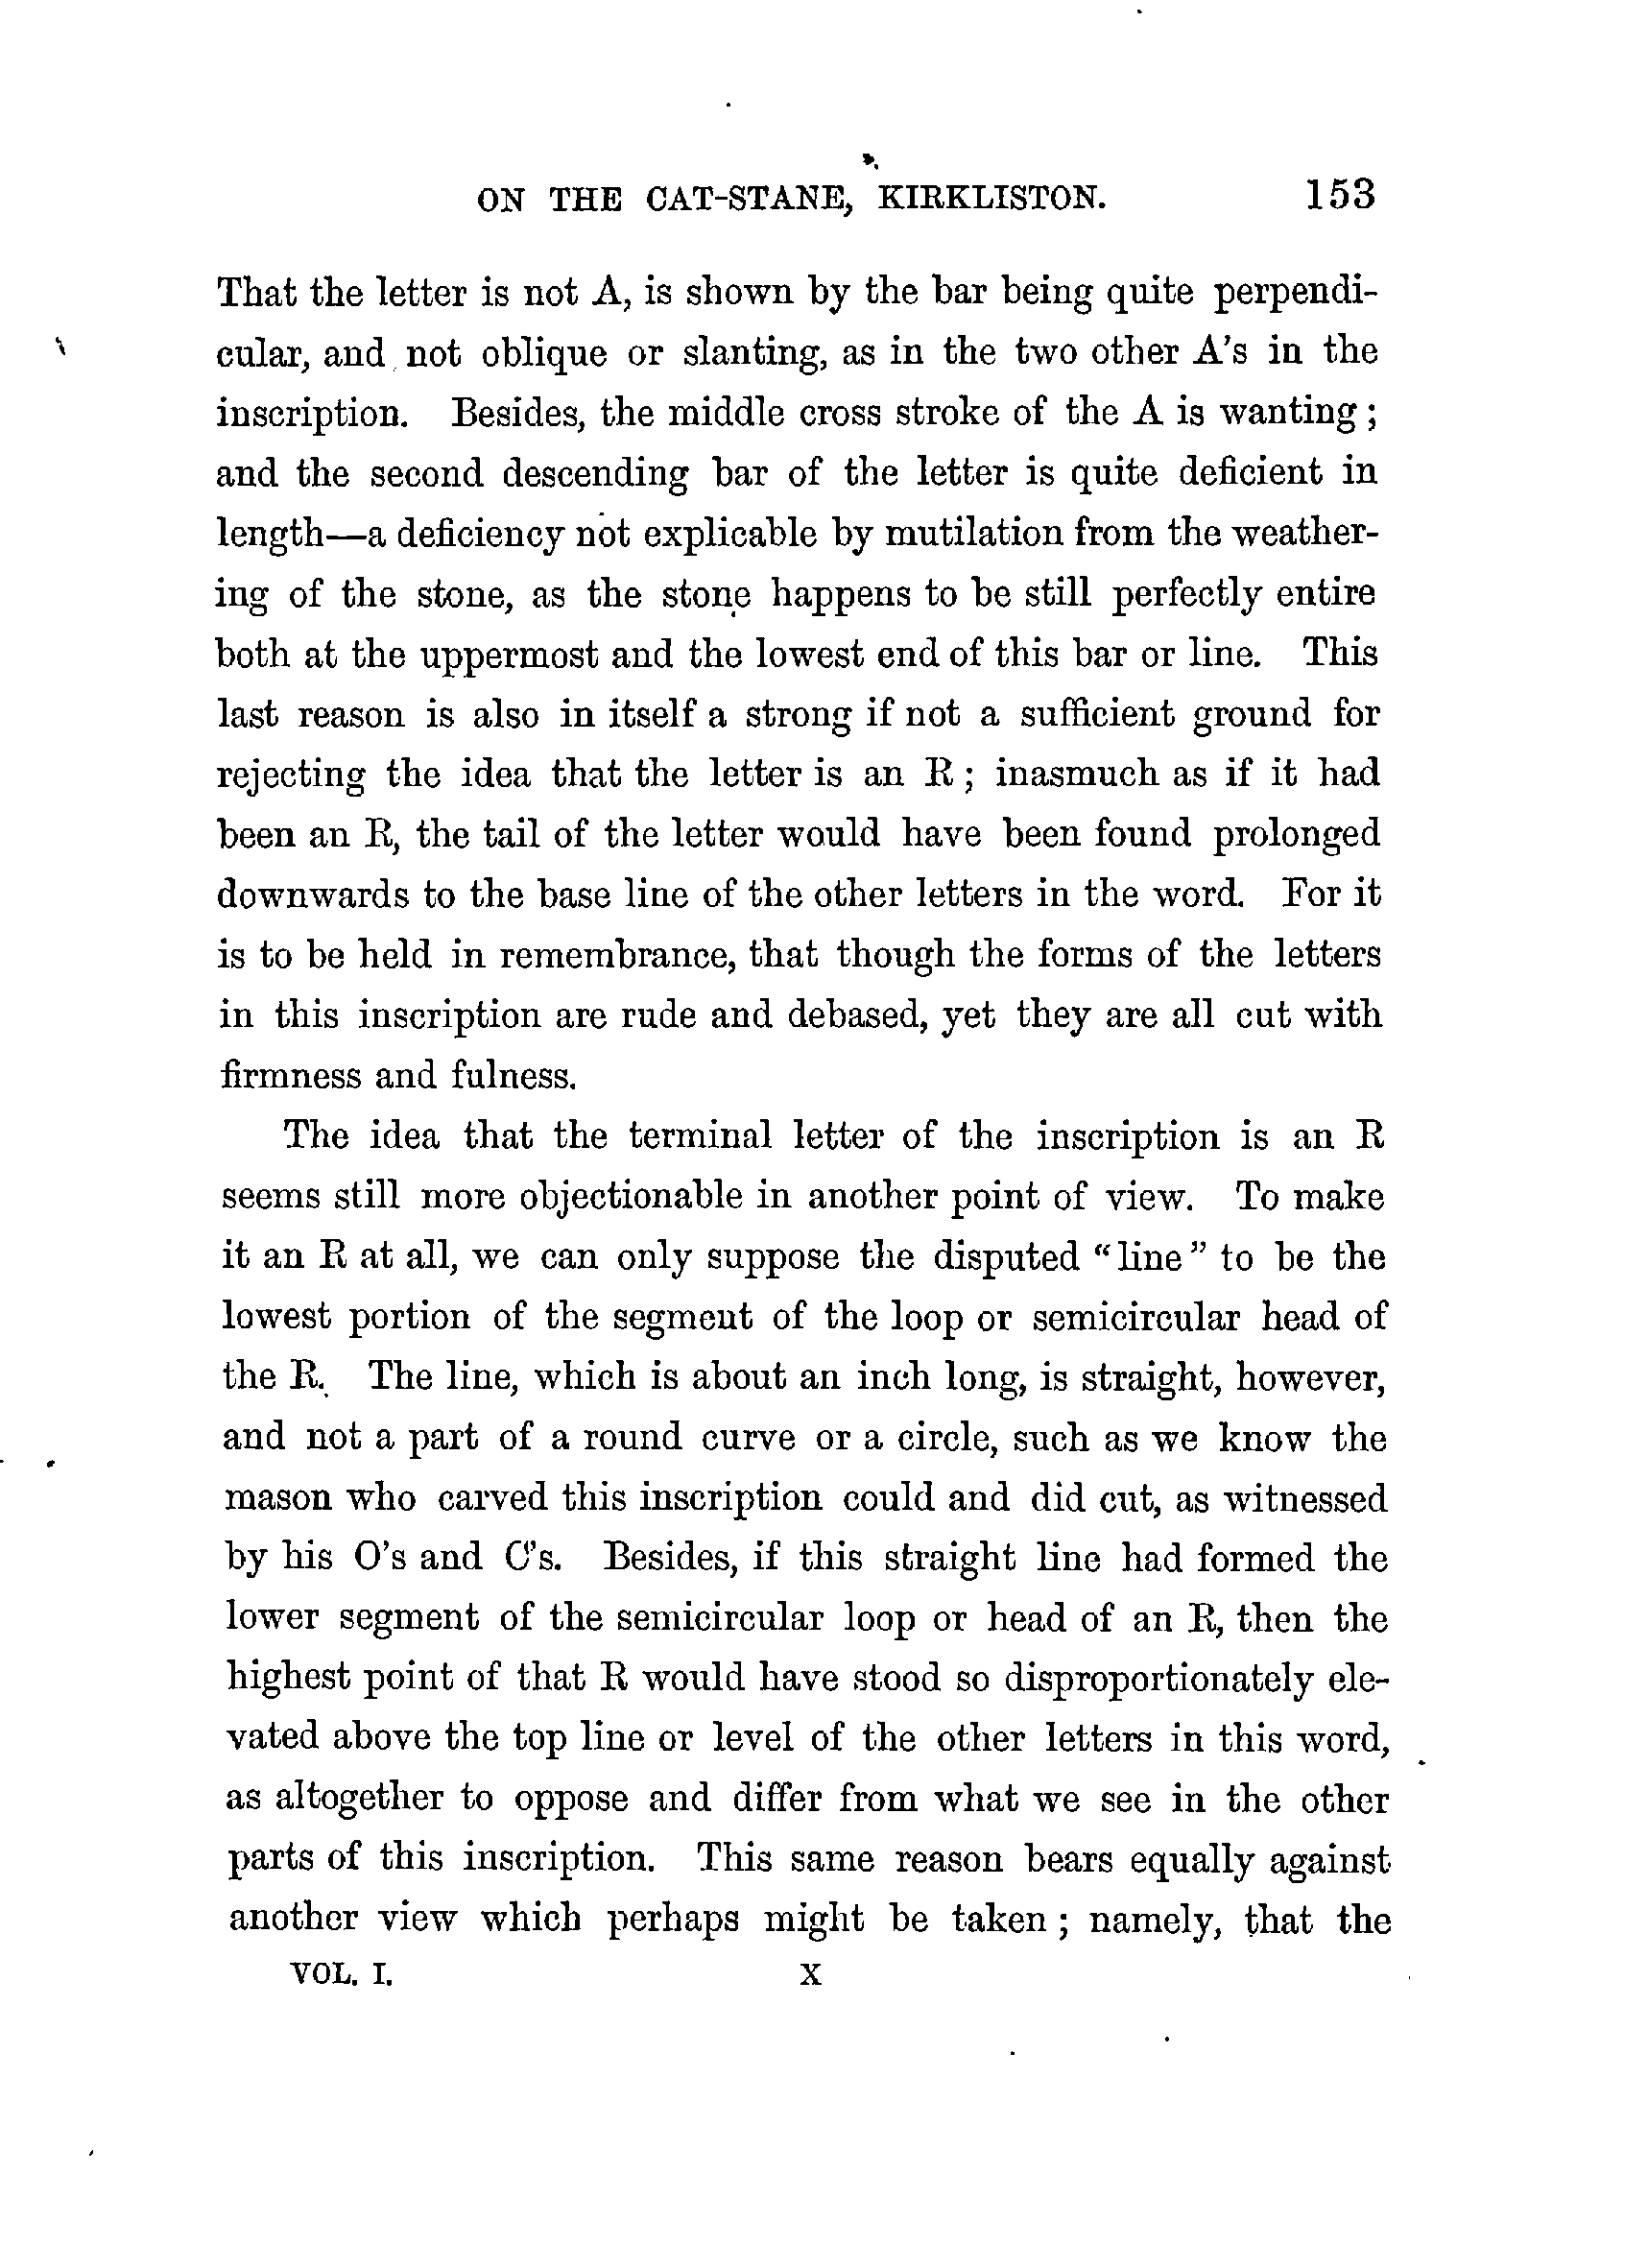 ON THE CAT-STANE, KIRKLISTON. 153
That the letter is not A, is shown by the bar being quite perpendi-
cular, and not oblique or slanting, as in the two other A's in the
inscription. Besides, the middle cross stroke of the A is wanting;
and the second descending bar of the letter is quite deficient in
length—a deficiency not explicable by mutilation from the weather-
ing of the stone, as the stone happens to be still perfectly entire
both at the uppermost and the lowest end of this bar or line. This
last reason is also in itself a strong if not a sufficient ground for
rejecting the idea that the letter is an R; inasmuch as if it had
been an R, the tail of the letter would have been found prolonged
downwards to the base line of the other letters in the word. For it
is to be held in remembrance, that though the forms of the letters
in this inscription are rude and debased, yet they are all cut with
firmness and fulness.
The idea that the terminal letter of the inscription is an R
seems still more objectionable in another point of view. To make
it an R at all, we can only suppose the disputed "line" to be the
lowest portion of the segment of the loop or semicircular head of
the R. The line, which is about an inch long, is straight, however,
and not a part of a round curve or a circle, such as we know the
mason who carved this inscription could and did cut, as witnessed
by his O's and C's. Besides, if this straight line had formed the
lower segment of the semicircular loop or head of an R, then the
highest point of that R would have stood so disproportionately ele-
vated above the top line or level of the other letters in this word,
as altogether to oppose and differ from what we see in the other
parts of this inscription. This same reason bears equally against
another view which perhaps might be taken; namely, that the
VOL. I. X